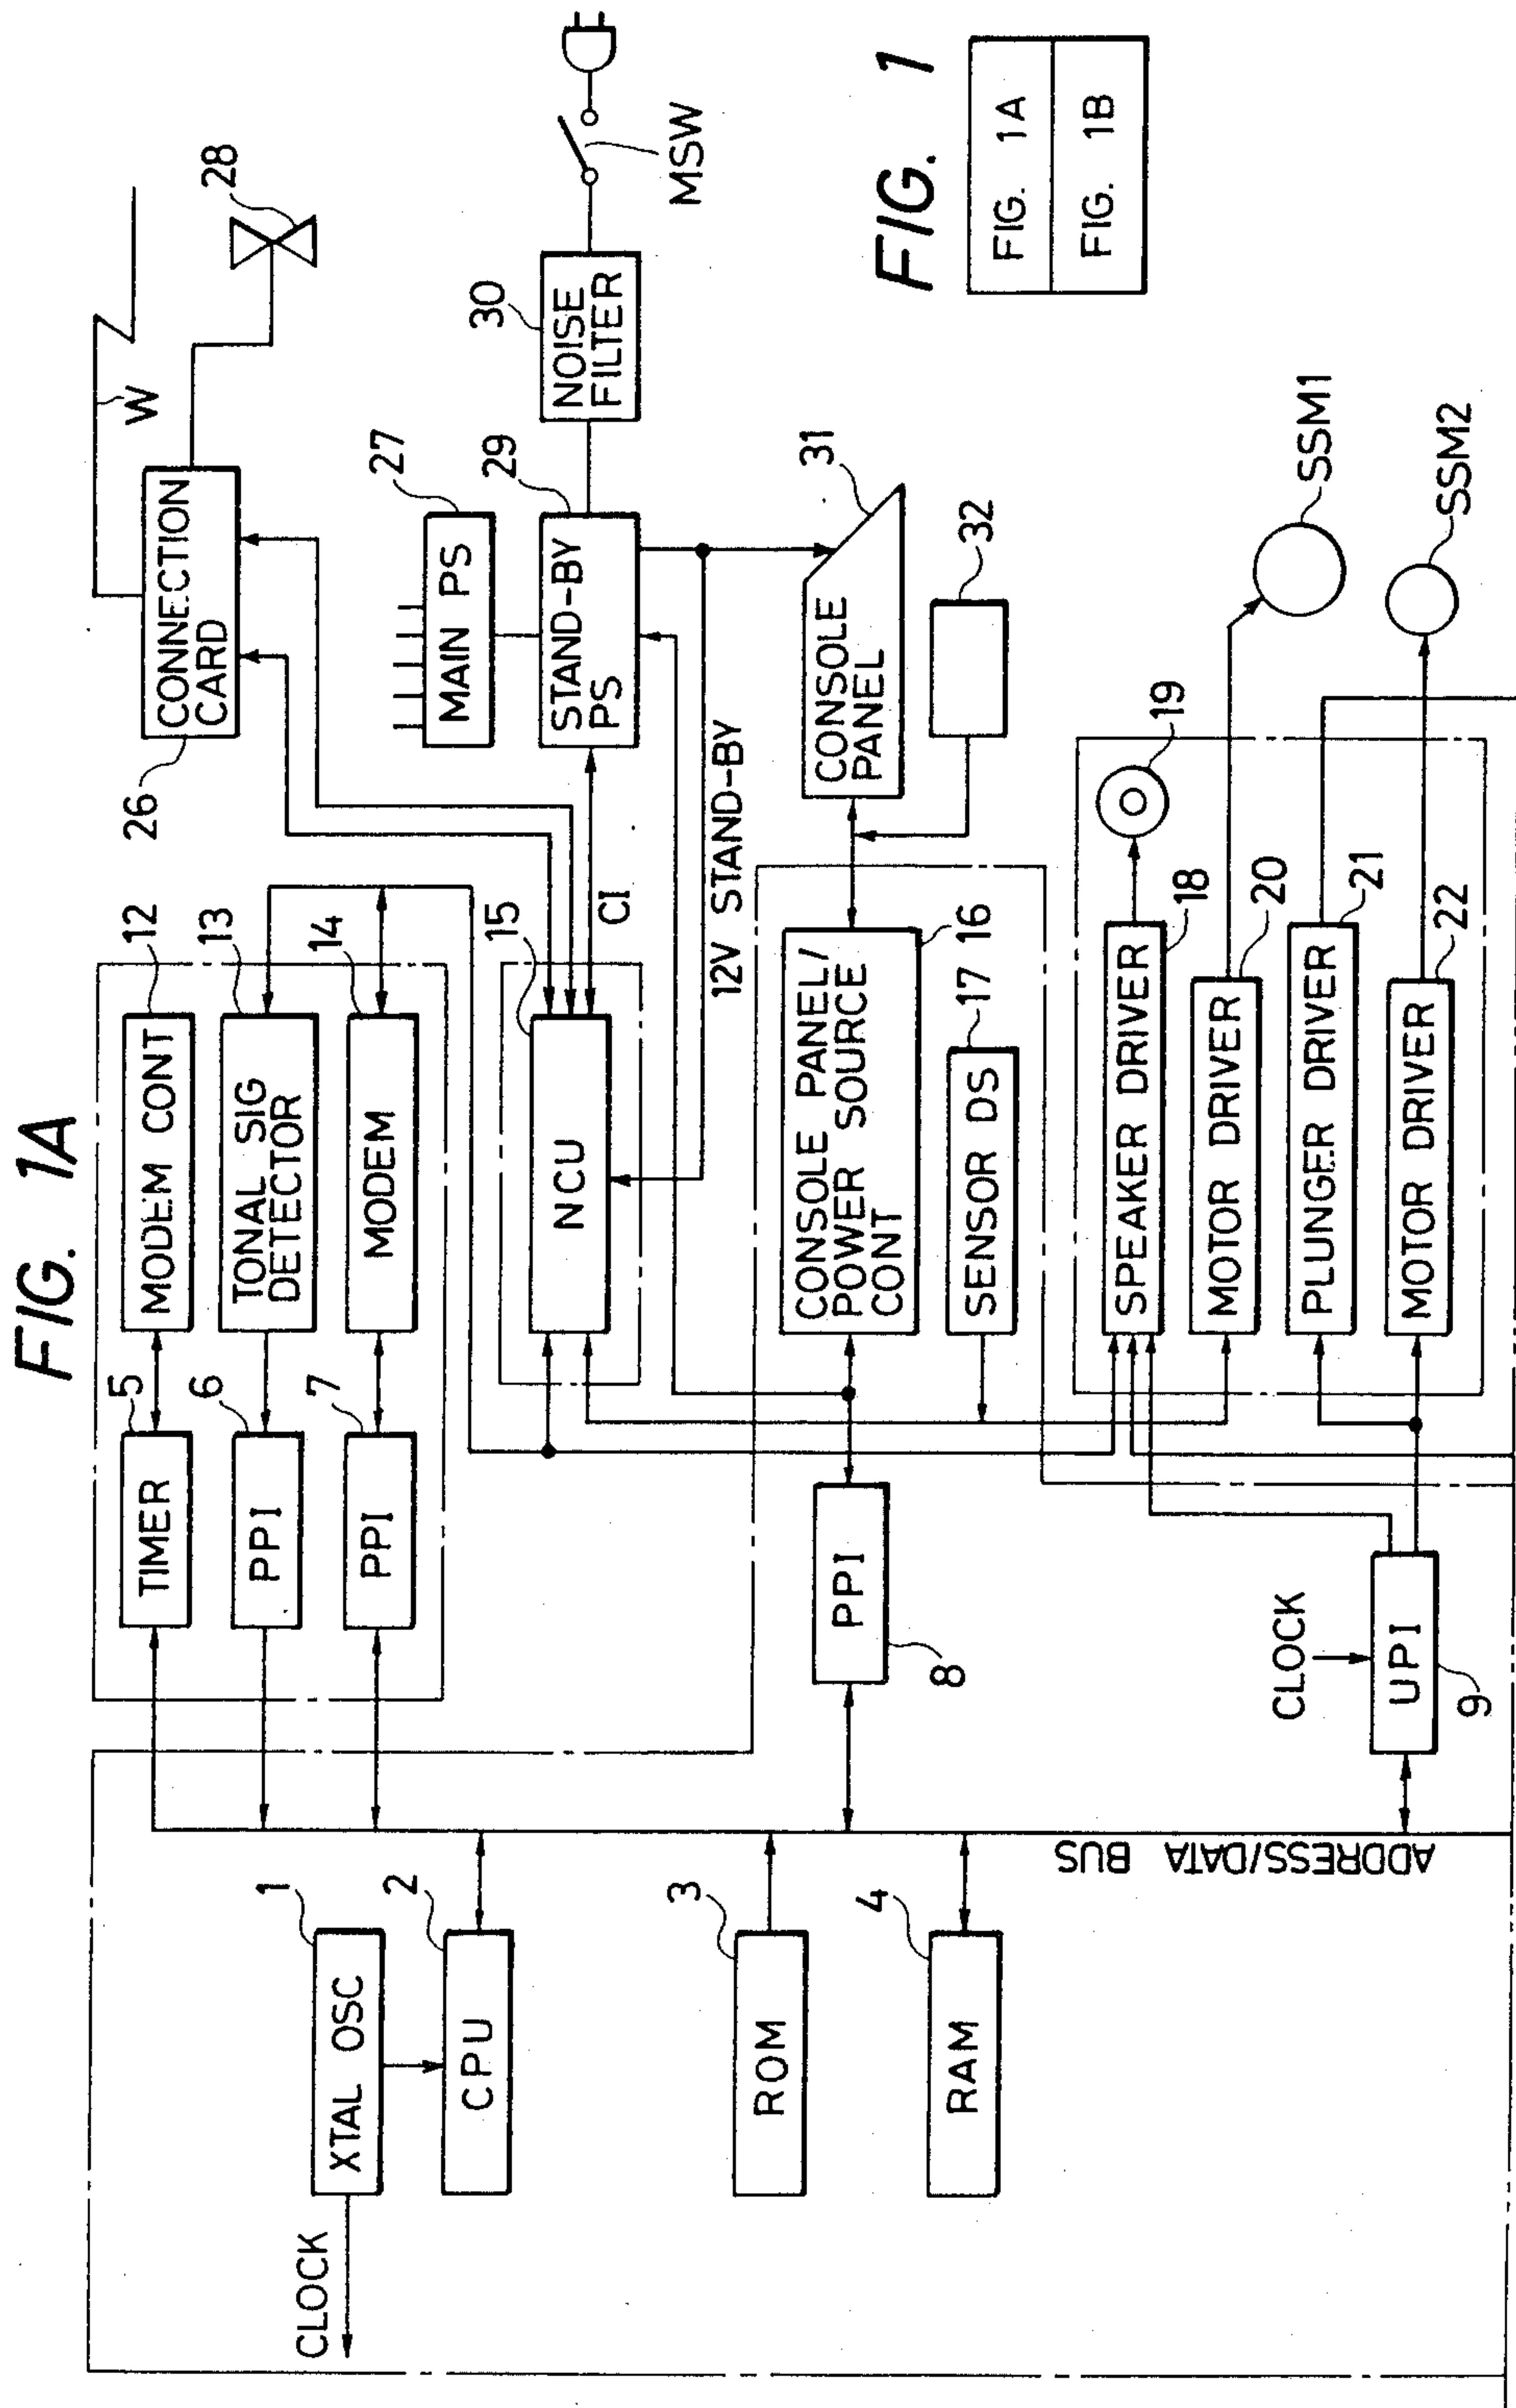 FIG. 1A
CLOCK
XTAL OSC
1
CPU
2
ROM
3
RAM
4
ADDRESS/DATA BUS
TIMER
5
PPI
6
PPI
7
PPI
8
CLOCK
UPI
9
MODEM CONT
12
TONAL SIG
DETECTOR
13
MODEM
14
NCU
15
CONSOLE PANEL/
POWER SOURCE
CONT
16
SENSOR DS
17
SPEAKER DRIVER
18
19
MOTOR DRIVER
20
PLUNGER DRIVER
21
MOTOR DRIVER
22
CONNECTION
CARD
26
W
28
MAIN PS
27
STAND-BY
PS
29
CI
12V STAND-BY
NOISE
FILTER
30
MSW
CONSOLE
PANEL
31
32
SSM1
SSM2
FIG. 1
FIG. 1A
FIG. 1B